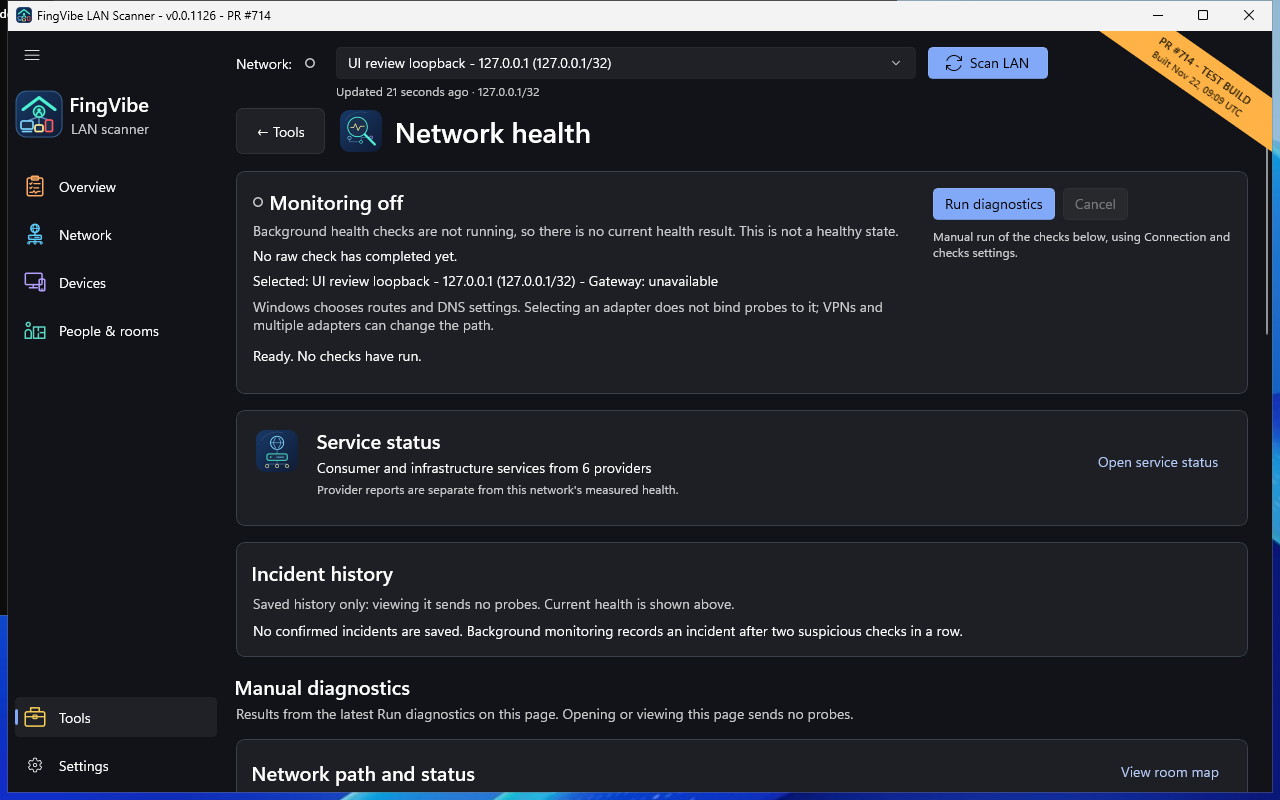 FingVibe LAN Scanner - v0.0.1126 - PR #714
PR #714 - TEST BUILD
Built Nov 22, 09:09 UTC
Network:
UI review loopback - 127.0.0.1 (127.0.0.1/32)
Scan LAN
Updated 21 seconds ago · 127.0.0.1/32
FingVibe
LAN scanner
Overview
Network
Devices
People & rooms
Tools
Settings
← Tools
Network health
Monitoring off
Background health checks are not running, so there is no current health result. This is not a healthy state.
No raw check has completed yet.
Selected: UI review loopback - 127.0.0.1 (127.0.0.1/32) - Gateway: unavailable
Windows chooses routes and DNS settings. Selecting an adapter does not bind probes to it; VPNs and
multiple adapters can change the path.
Ready. No checks have run.
Run diagnostics
Cancel
Manual run of the checks below, using Connection and
checks settings.
Service status
Consumer and infrastructure services from 6 providers
Provider reports are separate from this network's measured health.
Open service status
Incident history
Saved history only: viewing it sends no probes. Current health is shown above.
No confirmed incidents are saved. Background monitoring records an incident after two suspicious checks in a row.
Manual diagnostics
Results from the latest Run diagnostics on this page. Opening or viewing this page sends no probes.
Network path and status
View room map